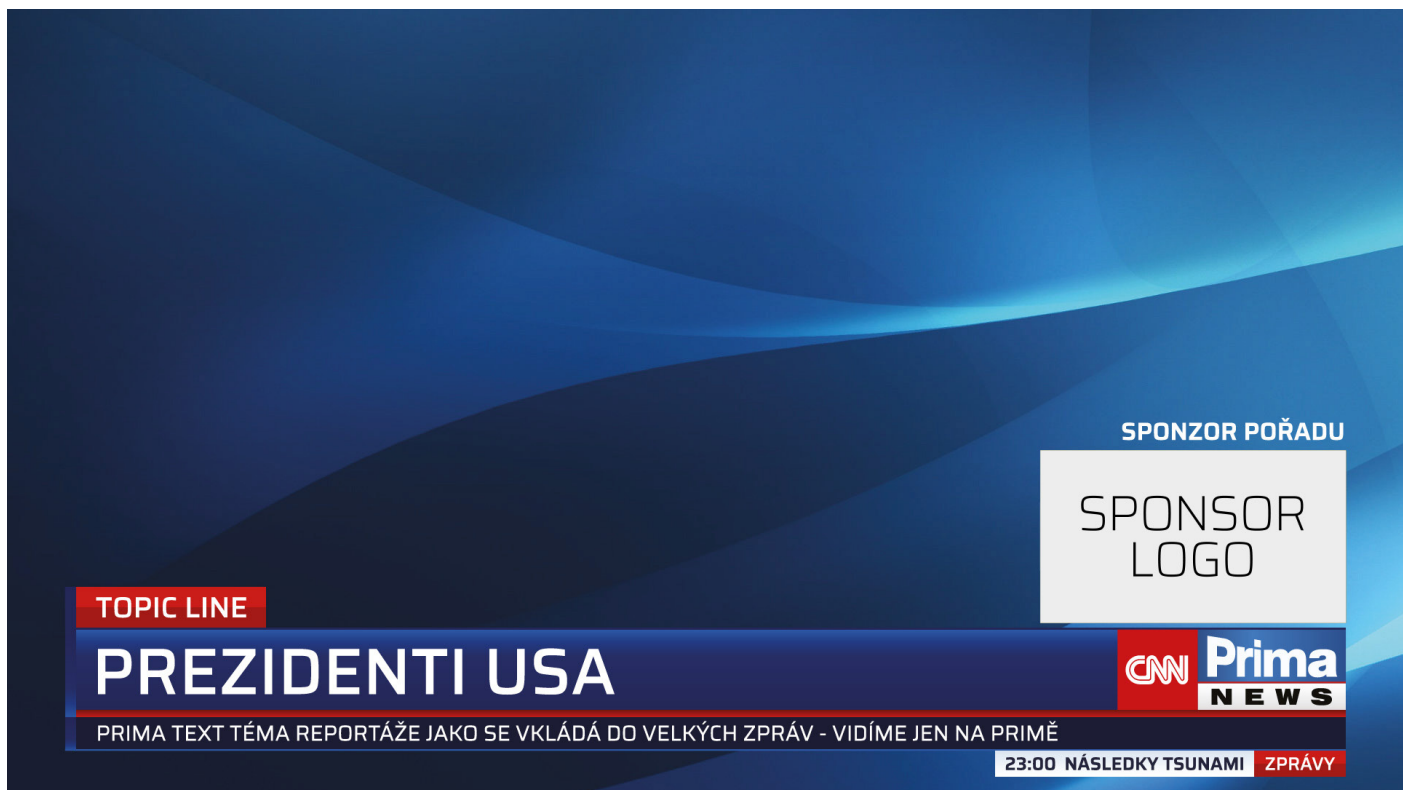 SPONZOR POŘADU
SPONSOR
LOGO
TOPIC LINE
PREZIDENTI USA
CNN Prima
NEWS
PRIMA TEXT TÉMA REPORTÁŽE JAKO SE VKLÁDÁ DO VELKÝCH ZPRÁV - VIDÍME JEN NA PRIMĚ
23:00 NÁSLEDKY TSUNAMI ZPRÁVY